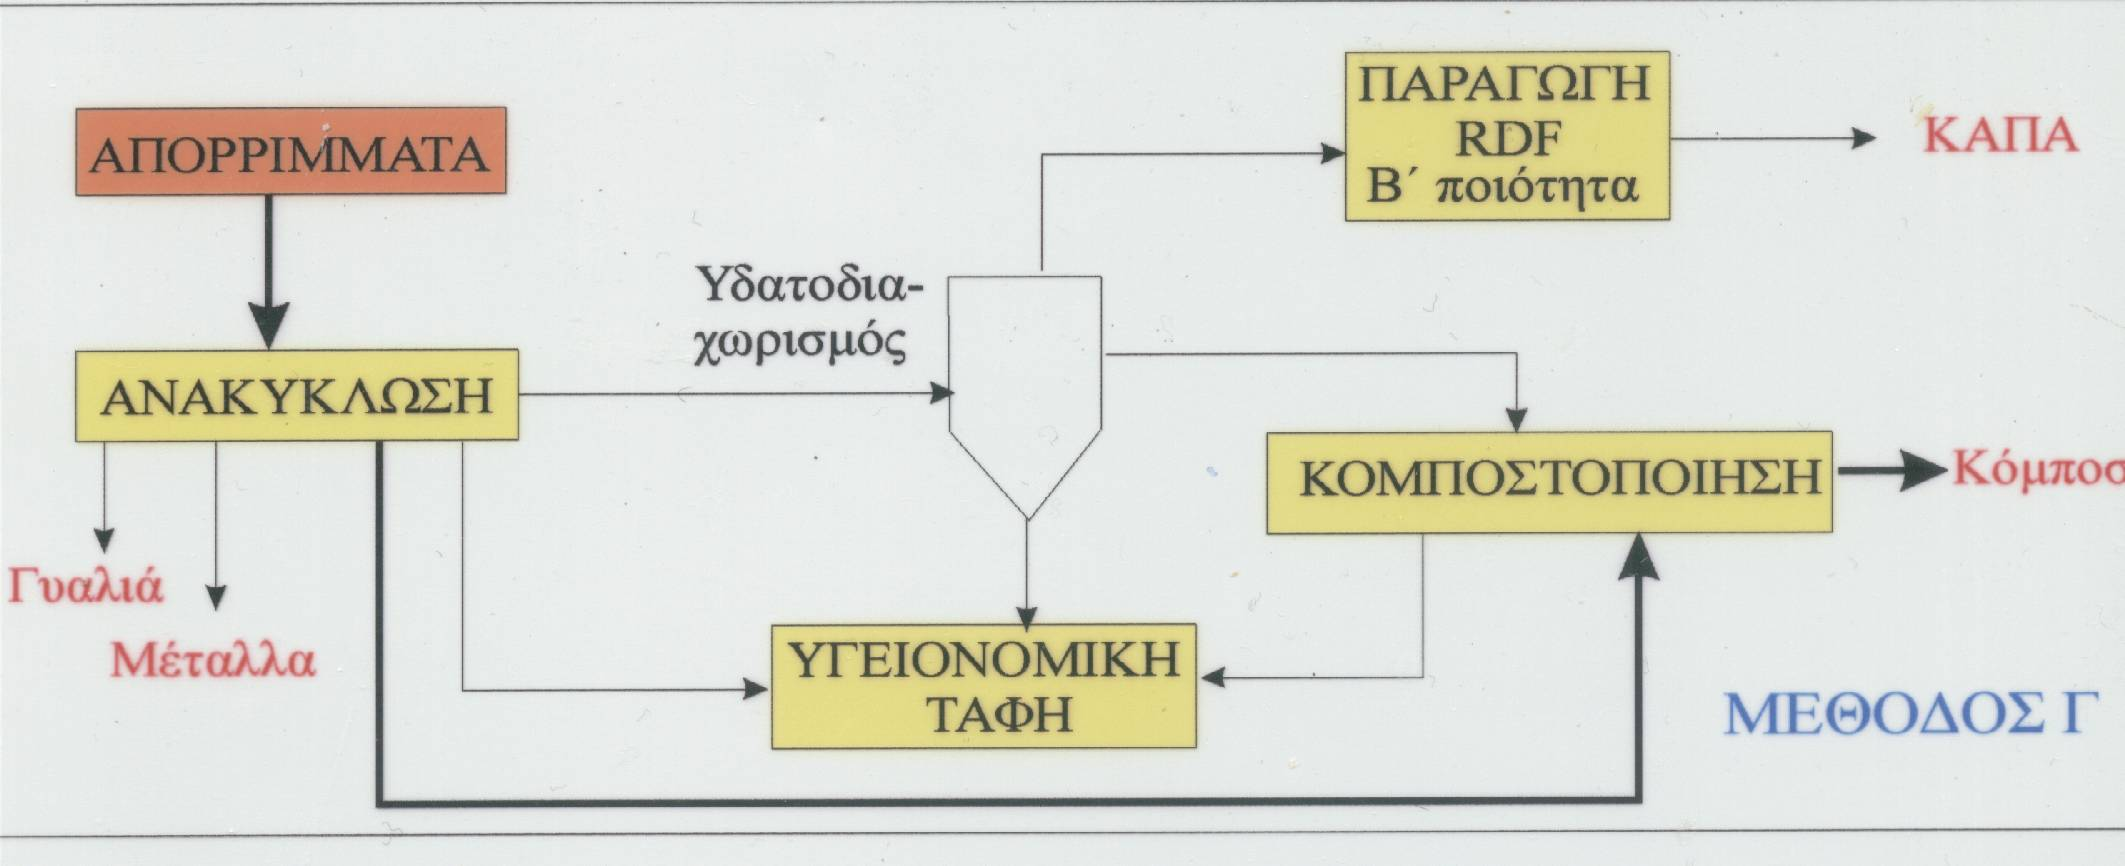 ΑΠΟΡΡΙΜΜΑΤΑ
ΠΑΡΑΓΩΓΗ
RDF
Β΄ ποιότητα
ΚΑΠΑ
Υδατοδια-
χωρισμός
ΑΝΑΚΥΚΛΩΣΗ
ΚΟΜΠΟΣΤΟΠΟΙΗΣΗ
Κόμποσ
Γυαλιά
Μέταλλα
ΥΓΕΙΟΝΟΜΙΚΗ
ΤΑΦΗ
ΜΕΘΟΔΟΣ Γ